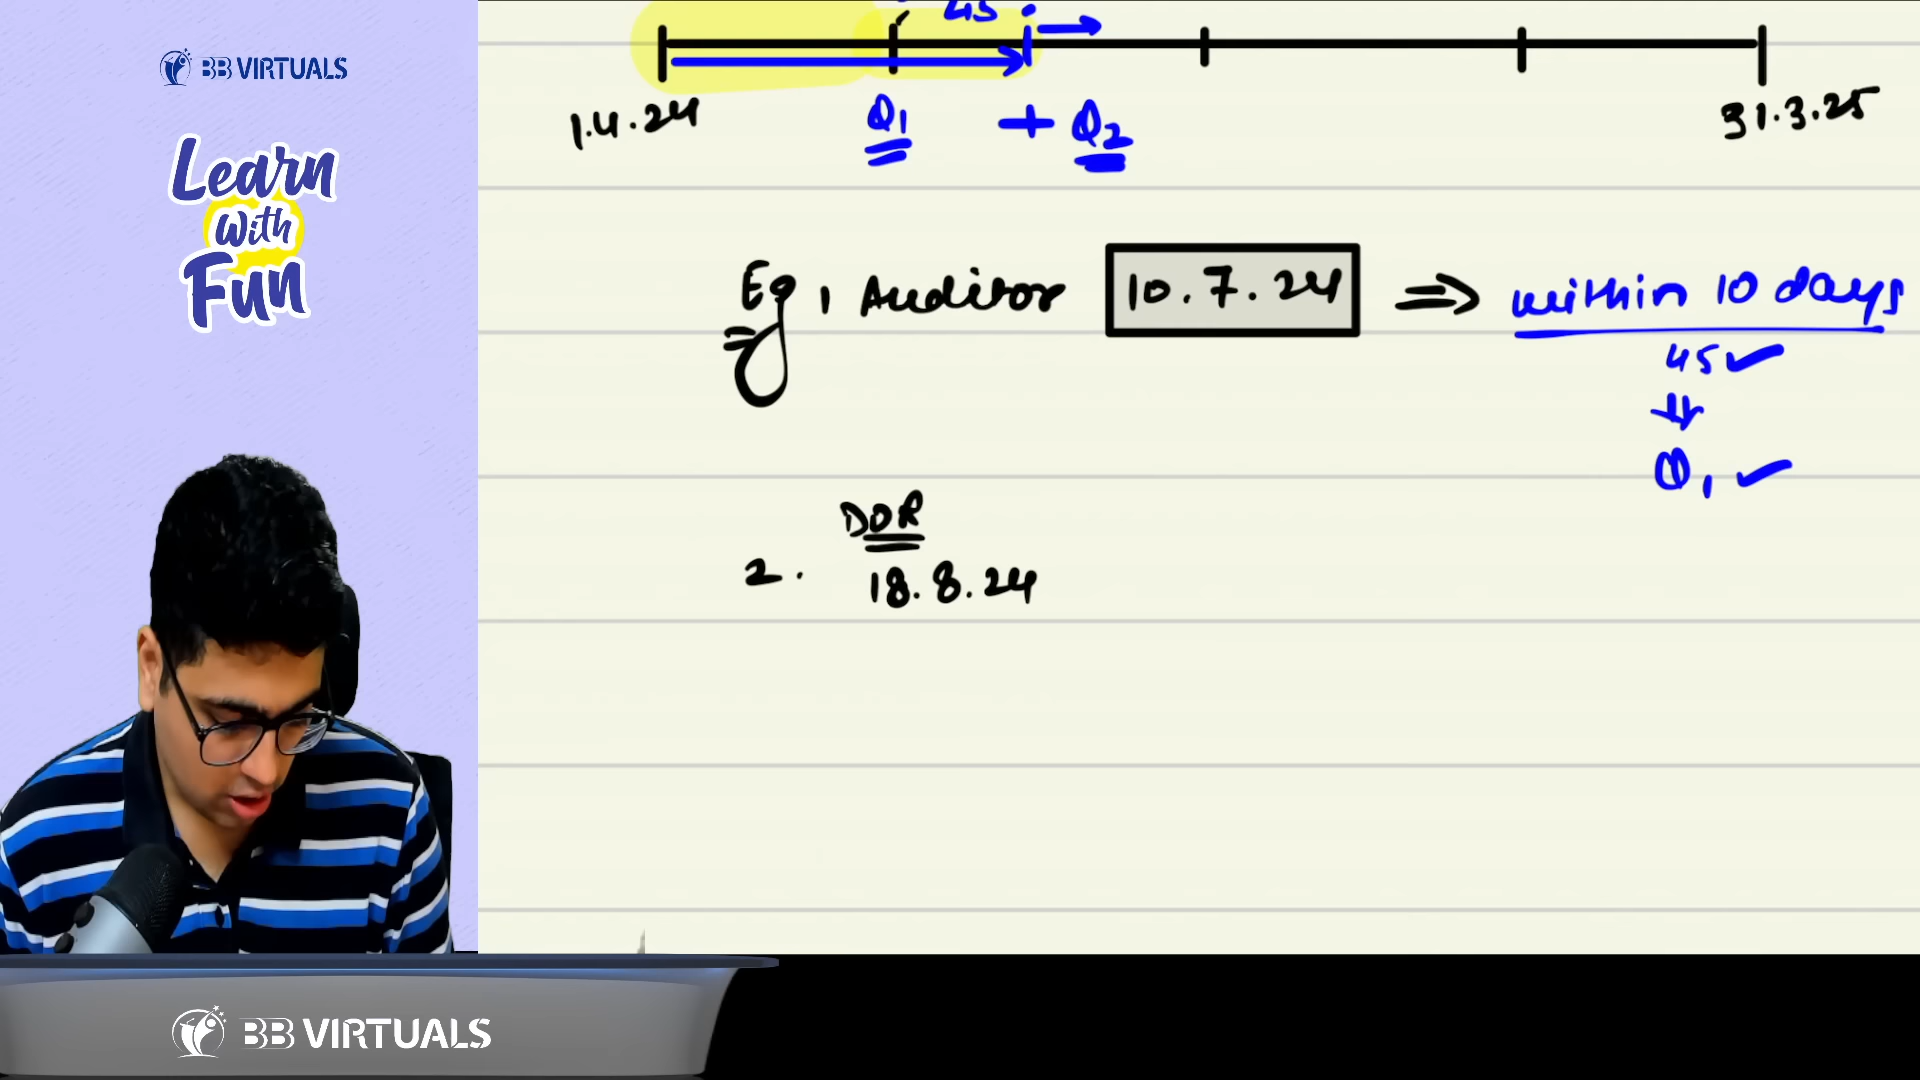 BB VIRTUALS
Learn
With
Fun
45
1.4.24
Q1 + Q2
31.3.25
Eg, Auditor 10.7.24 ⇒ within 10 days
45 ✓
⇓
Q1 ✓
DOR
2. 18.8.24
BB VIRTUALS